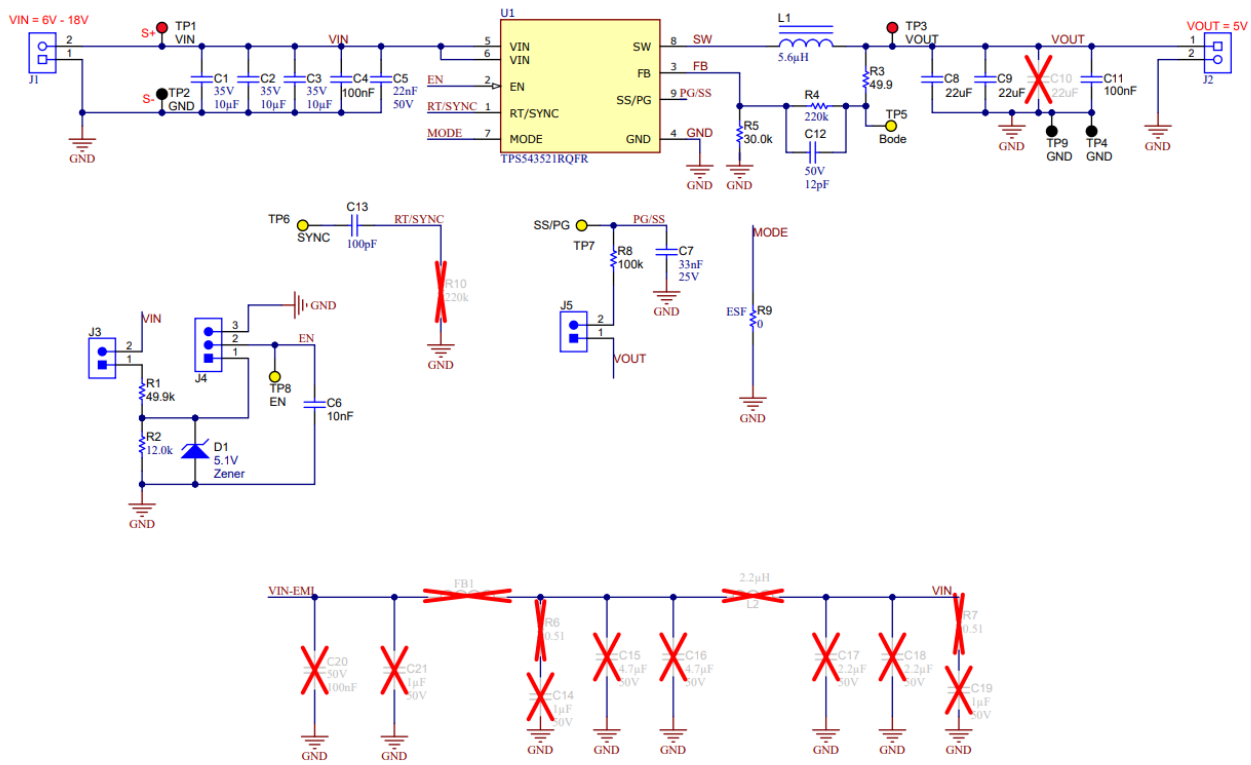 VIN = 6V - 18V
S+
TP1
VIN
VIN
2
1
J1
S-
TP2
GND
GND
C1
35V
10µF
C2
35V
10µF
C3
35V
10µF
C4
100nF
C5
22nF
50V
EN
RT/SYNC
MODE
U1
5
VIN
6
VIN
2
EN
1
RT/SYNC
7
MODE
SW
8
FB
3
SS/PG
9
GND
4
TPS543521RQFR
SW
FB
PG/SS
GND
GND
L1
5.6µH
R5
30.0k
GND
R4
220k
C12
50V
12pF
R3
49.9
TP3
VOUT
TP5
Bode
VOUT
C8
22uF
C9
22uF
C10
22uF
C11
100nF
GND
TP9
GND
TP4
GND
VOUT = 5V
1
2
J2
GND
TP6
SYNC
C13
100pF
RT/SYNC
R10
220k
GND
SS/PG
TP7
PG/SS
R8
100k
C7
33nF
25V
GND
J5
2
1
VOUT
MODE
ESF
R9
0
GND
J3
VIN
2
1
R1
49.9k
R2
12.0k
D1
5.1V
Zener
GND
J4
3
2
1
GND
EN
TP8
EN
C6
10nF
VIN-EMI
C20
50V
100nF
GND
C21
1µF
50V
GND
FB1
R6
0.51
C14
1µF
50V
GND
C15
4.7µF
50V
GND
C16
4.7µF
50V
GND
2.2µH
L2
C17
2.2µF
50V
GND
C18
2.2µF
50V
GND
VIN
R7
0.51
C19
1µF
50V
GND